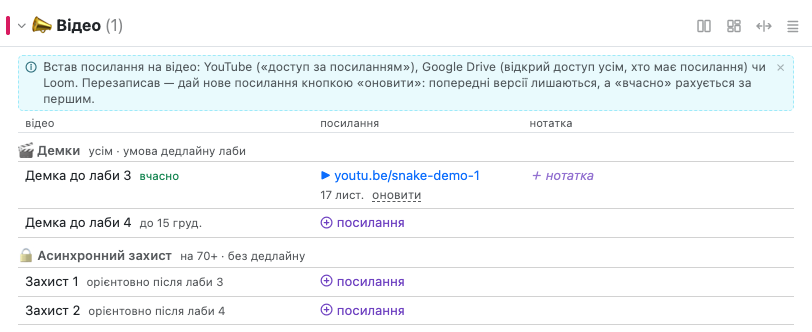 Відео (1)
Встав посилання на відео: YouTube («доступ за посиланням»), Google Drive (відкрий доступ усім, хто має посилання) чи
Loom. Перезаписав — дай нове посилання кнопкою «оновити»: попередні версії лишаються, а «вчасно» рахується за
першим.
відео посилання нотатка
Демки усім · умова дедлайну лаби
Демка до лаби 3 вчасно youtu.be/snake-demo-1 + нотатка
17 лист. оновити
Демка до лаби 4 до 15 груд. посилання
Асинхронний захист на 70+ · без дедлайну
Захист 1 орієнтовно після лаби 3 посилання
Захист 2 орієнтовно після лаби 4 посилання